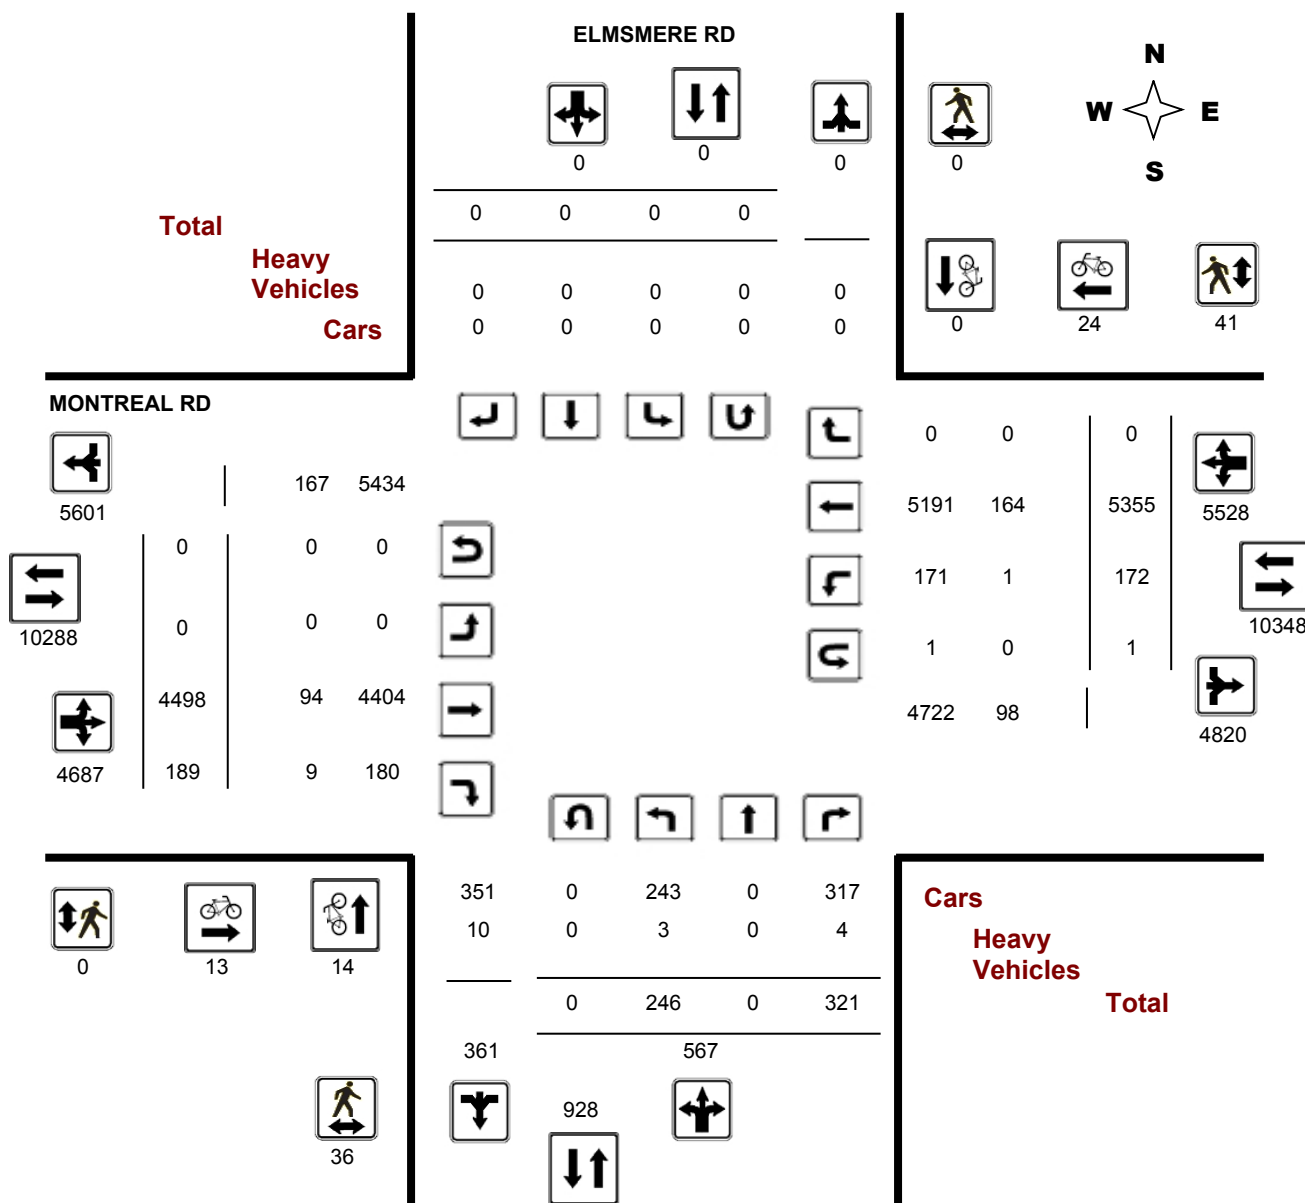 ELMSMERE RD
N
W E
S
0 0 0 0
0 0 0 0
Total
Heavy
Vehicles
Cars
0 0 0 0 0
0 0 0 0 0
0 24 41
MONTREAL RD
5601
167 5434
0 0 0
10288
0 0 0
4498 94 4404
4687 189 9 180
0 0 0
5191 164 5355 5528
171 1 172
10348
1 0 1
4722 98
4820
351 0 243 0 317
10 0 3 0 4
0 246 0 321
361 567
928
0 13 14
36
Cars
Heavy
Vehicles
Total